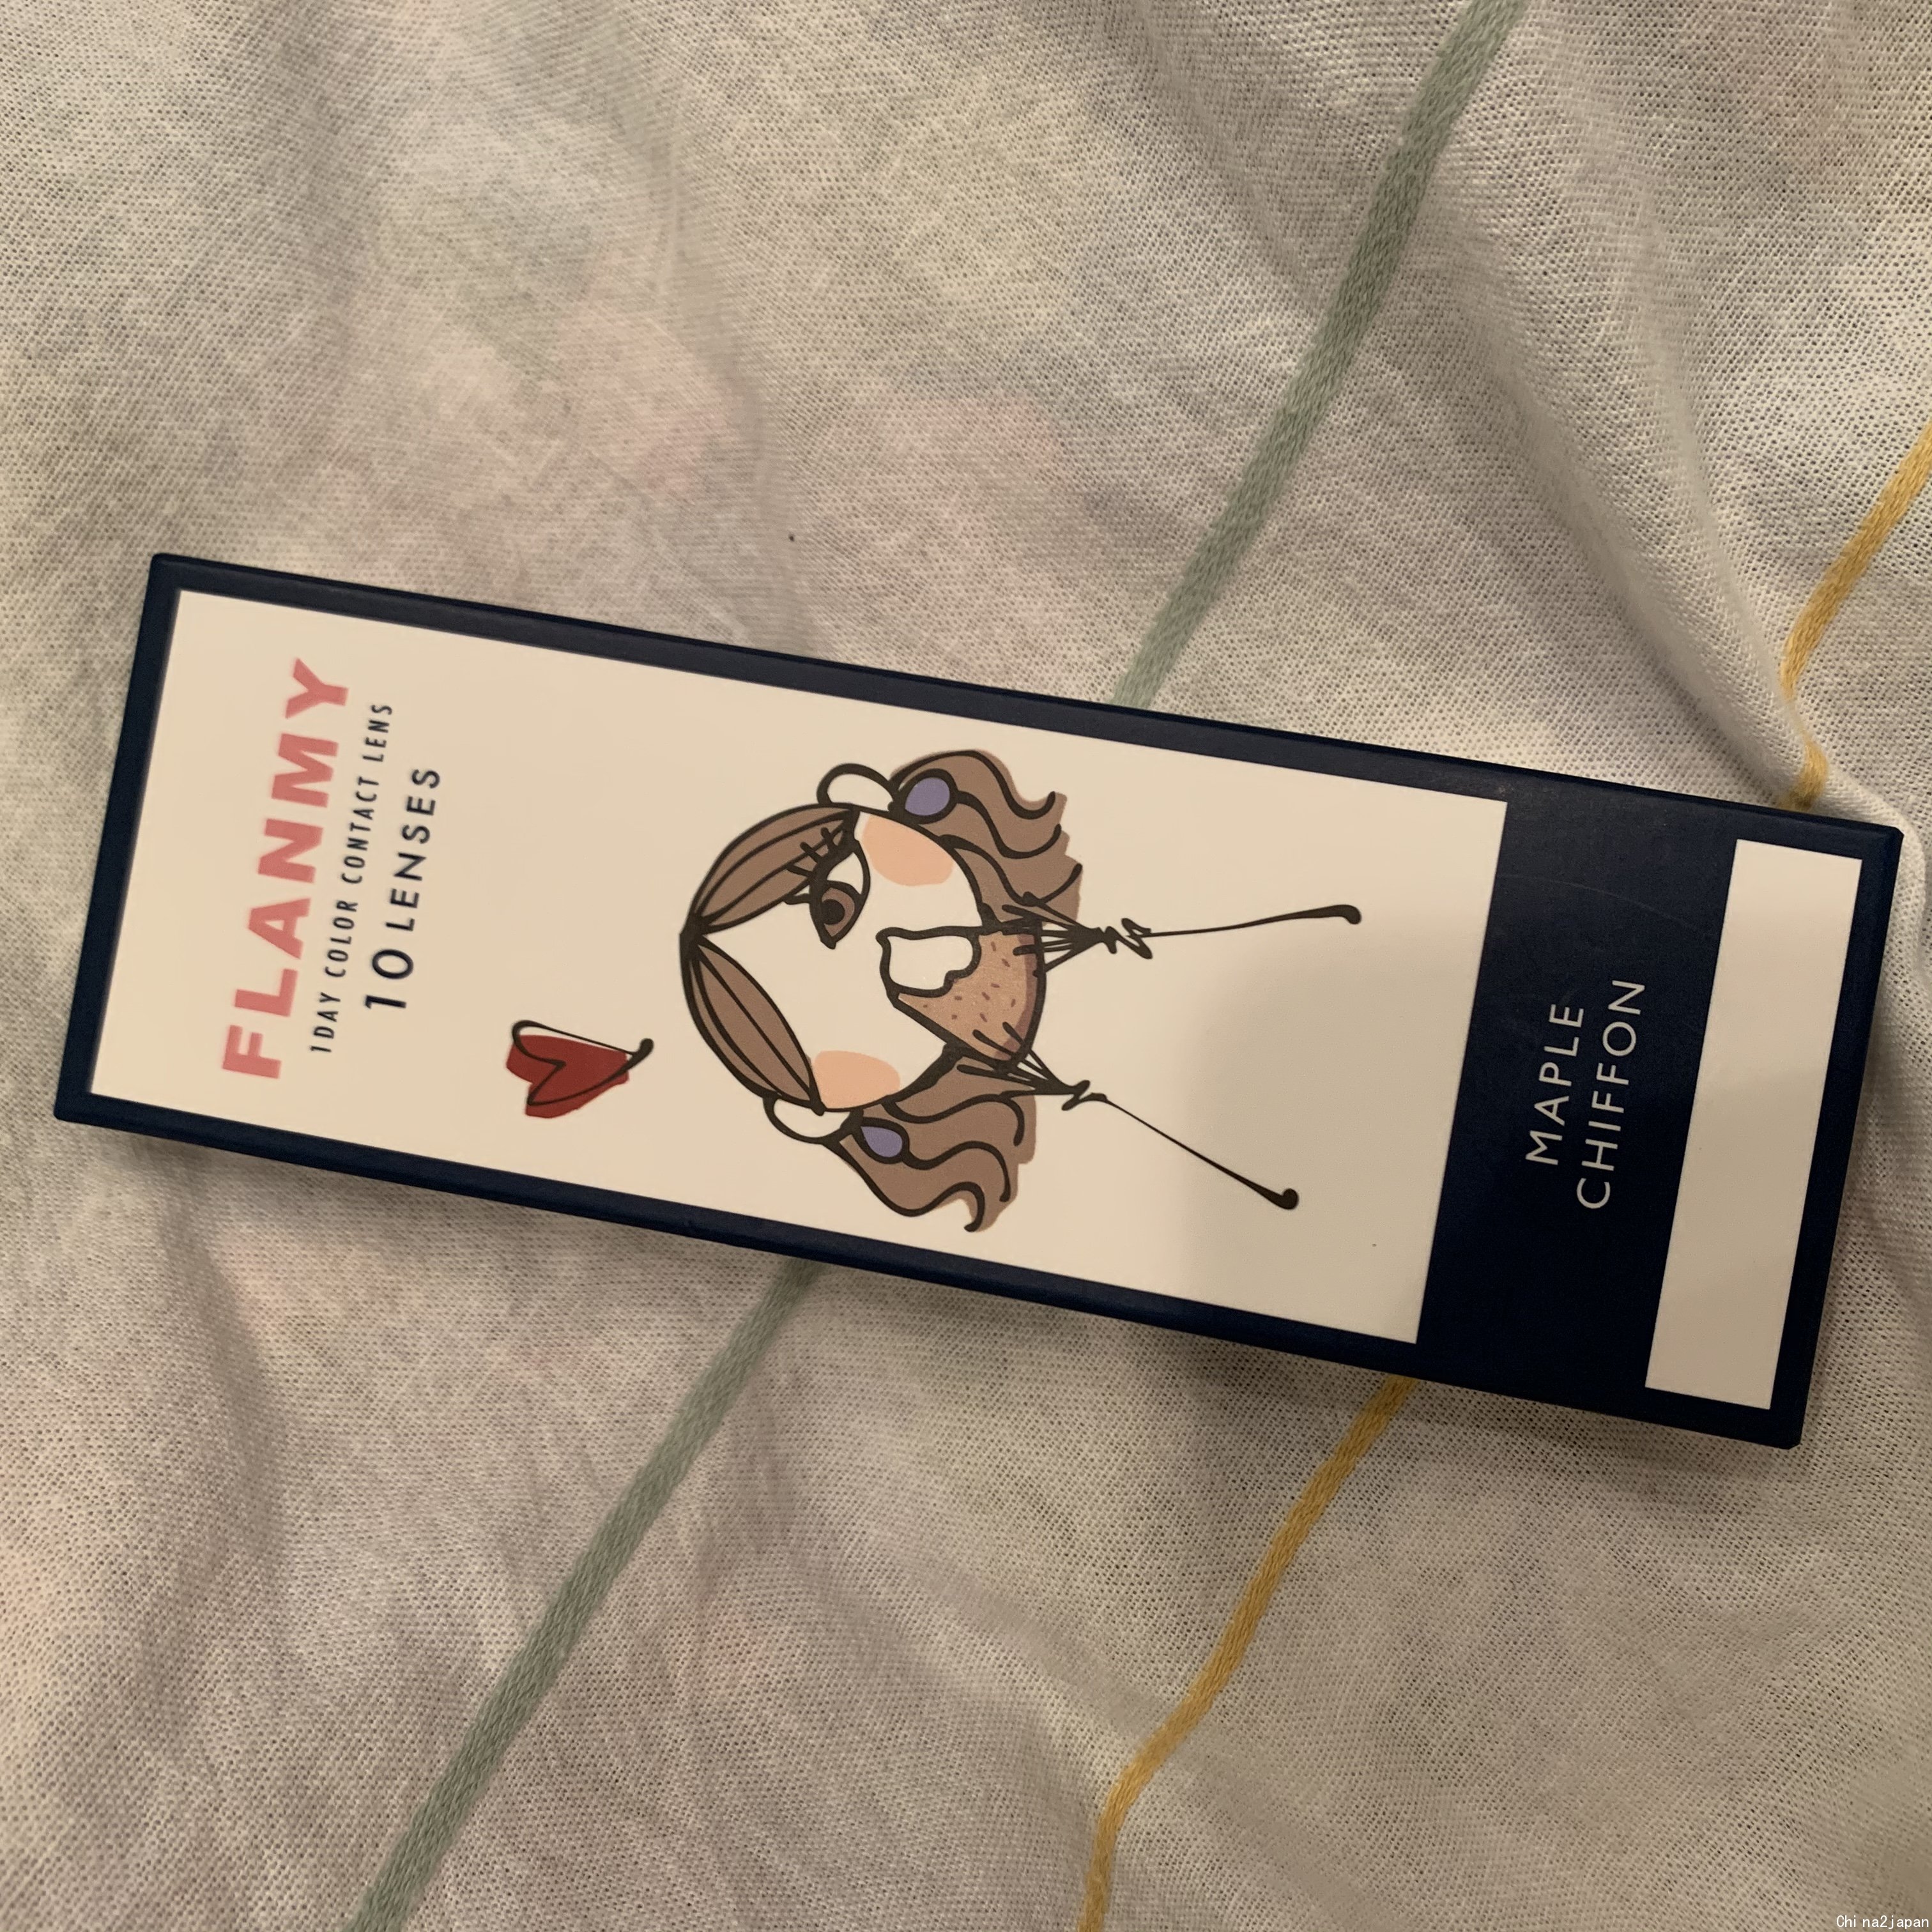 FLANMY
1DAY COLOR CONTACT LENS
10 LENSES
MAPLE
CHIFFON
China2japan